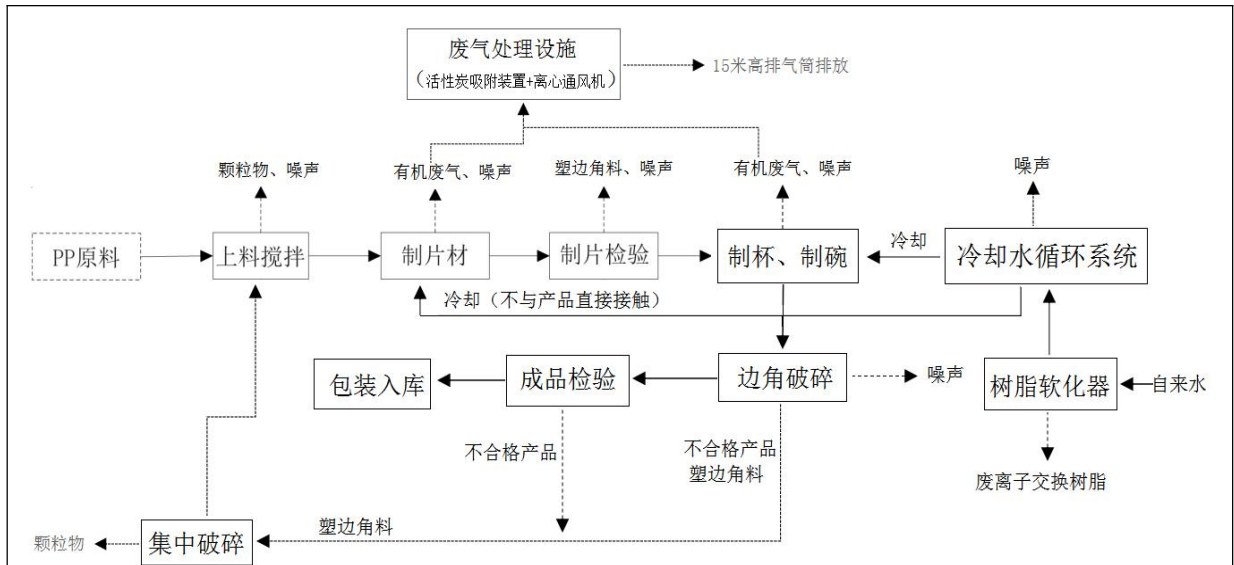 废气处理设施
（活性炭吸附装置+离心通风机）
15米高排气筒排放
颗粒物、噪声
有机废气、噪声
塑边角料、噪声
有机废气、噪声
噪声
PP原料
上料搅拌
制片材
制片检验
制杯、制碗
冷却
冷却水循环系统
冷却（不与产品直接接触）
包装入库
成品检验
边角破碎
噪声
树脂软化器
自来水
不合格产品
不合格产品
塑边角料
废离子交换树脂
塑边角料
颗粒物
集中破碎